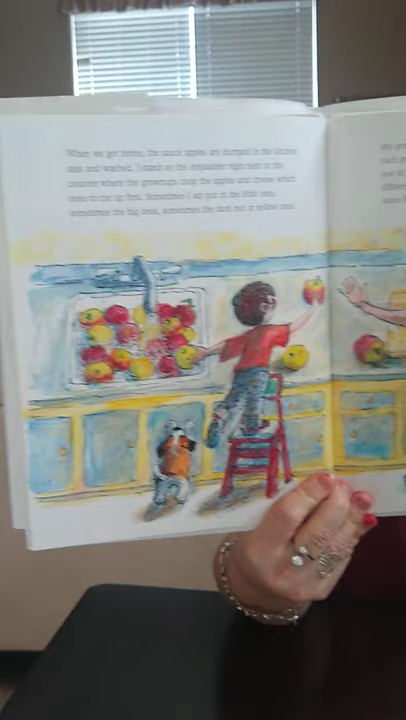 When we get home, the sauce apples are dumped in the kitchen
sink and washed. I stand on the stepladder right next to the
counter where the grownups chop the apples and choose which
ones to cut up first. Sometimes I say put in the little ones,
sometimes the big ones, sometimes the dark red or yellow ones.